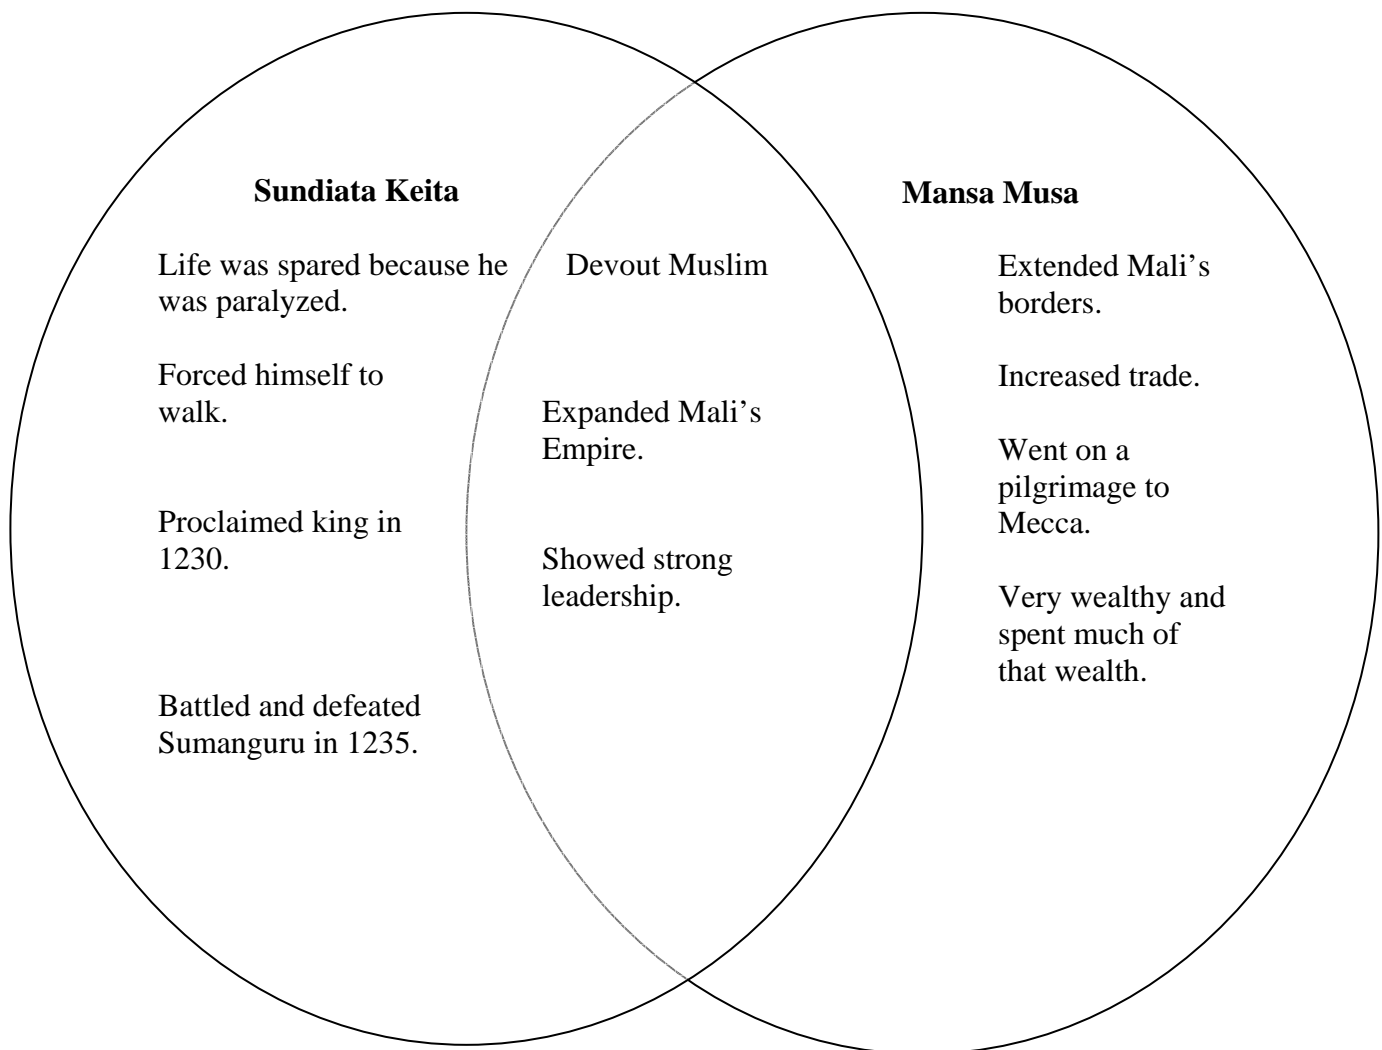 Sundiata Keita
Life was spared because he
was paralyzed.
Forced himself to
walk.
Proclaimed king in
1230.
Battled and defeated
Sumanguru in 1235.
Devout Muslim
Expanded Mali’s
Empire.
Showed strong
leadership.
Mansa Musa
Extended Mali’s
borders.
Increased trade.
Went on a
pilgrimage to
Mecca.
Very wealthy and
spent much of
that wealth.